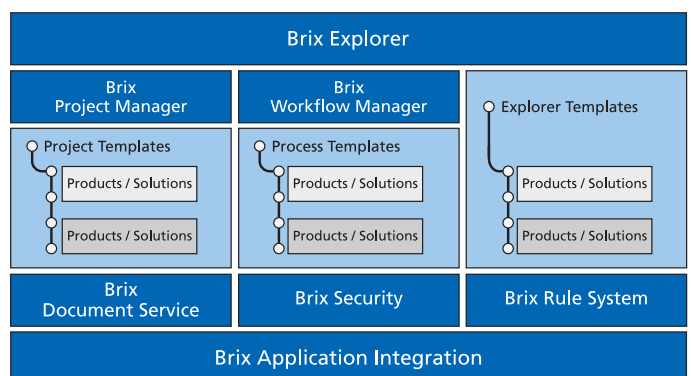 Brix Explorer
Brix
Project Manager
Brix
Workflow Manager
Explorer Templates
Project Templates
Process Templates
Products / Solutions
Products / Solutions
Products / Solutions
Products / Solutions
Products / Solutions
Products / Solutions
Brix
Document Service
Brix Security
Brix Rule System
Brix Application Integration